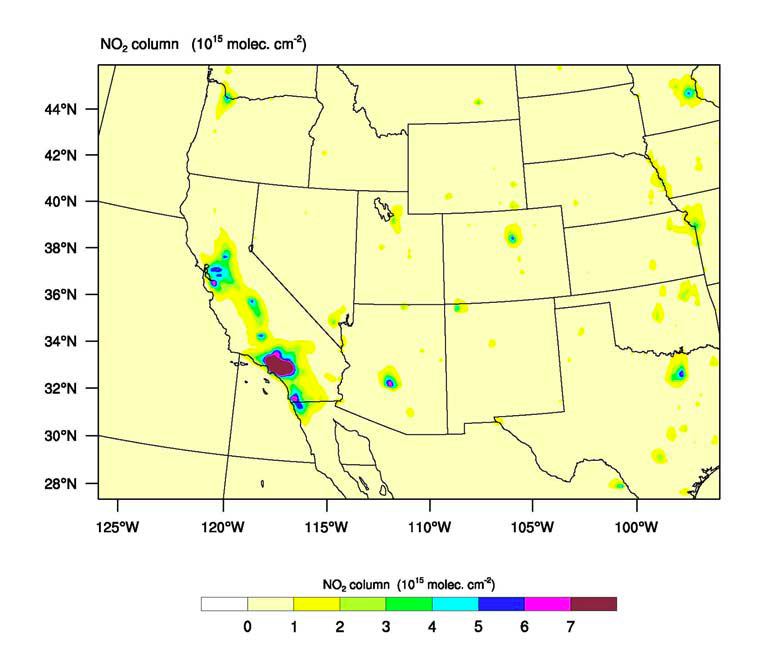 NO₂ column (10¹⁵ molec. cm⁻²)
44°N
42°N
40°N
38°N
36°N
34°N
32°N
30°N
28°N
125°W 120°W 115°W 110°W 105°W 100°W
NO₂ column (10¹⁵ molec. cm⁻²)
0 1 2 3 4 5 6 7